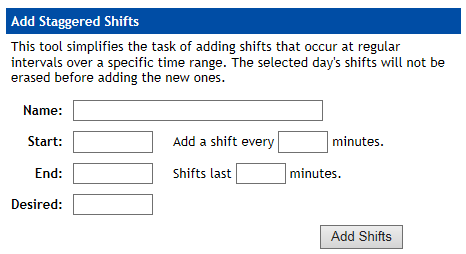 Add Staggered Shifts
This tool simplifies the task of adding shifts that occur at regular
intervals over a specific time range. The selected day's shifts will not be
erased before adding the new ones.
Name:
Start: Add a shift every minutes.
End: Shifts last minutes.
Desired:
Add Shifts